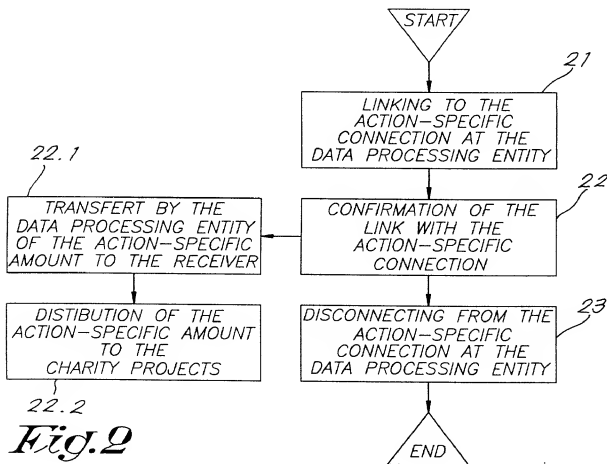 START
21
LINKING TO THE
ACTION-SPECIFIC
CONNECTION AT THE
DATA PROCESSING ENTITY
22.1
TRANSFERT BY THE
DATA PROCESSING ENTITY
OF THE ACTION-SPECIFIC
AMOUNT TO THE RECEIVER
22
CONFIRMATION OF THE
LINK WITH THE
ACTION-SPECIFIC
CONNECTION
DISTIBUTION OF THE
ACTION-SPECIFIC AMOUNT
TO THE
CHARITY PROJECTS
22.2
23
DISCONNECTING FROM THE
ACTION-SPECIFIC
CONNECTION AT THE
DATA PROCESSING ENTITY
Fig.2
END